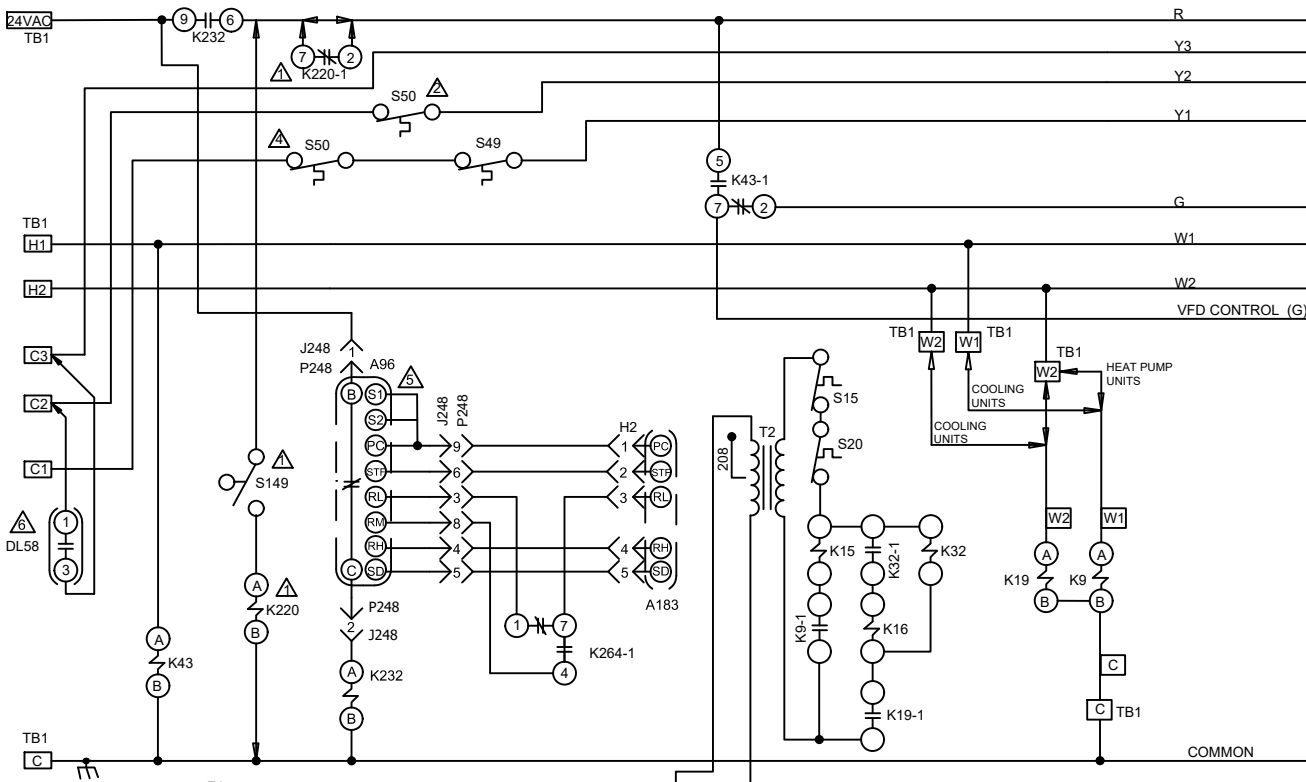 24VAC
TB1
9
6
K232
7
2
K220-1
1
R
Y3
Y2
Y1
S50
2
4
S50
S49
5
K43-1
7
2
G
TB1
H1
W1
H2
W2
VFD CONTROL (G)
C3
C2
C1
J248
1
P248
A96
5
B
S1
S2
PC
STP
RL
RM
RH
SD
C
J248
P248
9
6
3
8
4
5
H2
1
2
3
4
5
PC
STP
RL
RH
SD
A183
TB1
W2
W1
TB1
TB1
W2
HEAT PUMP
UNITS
COOLING
UNITS
COOLING
UNITS
208
T2
S15
S20
1
S149
6
DL58
1
3
A
K220
1
B
P248
2
J248
A
K232
B
1
7
K264-1
4
K15
K32-1
K32
K9-1
K16
K19-1
W2
W1
A
A
K19
K9
B
B
C
C
TB1
A
K43
B
TB1
C
COMMON